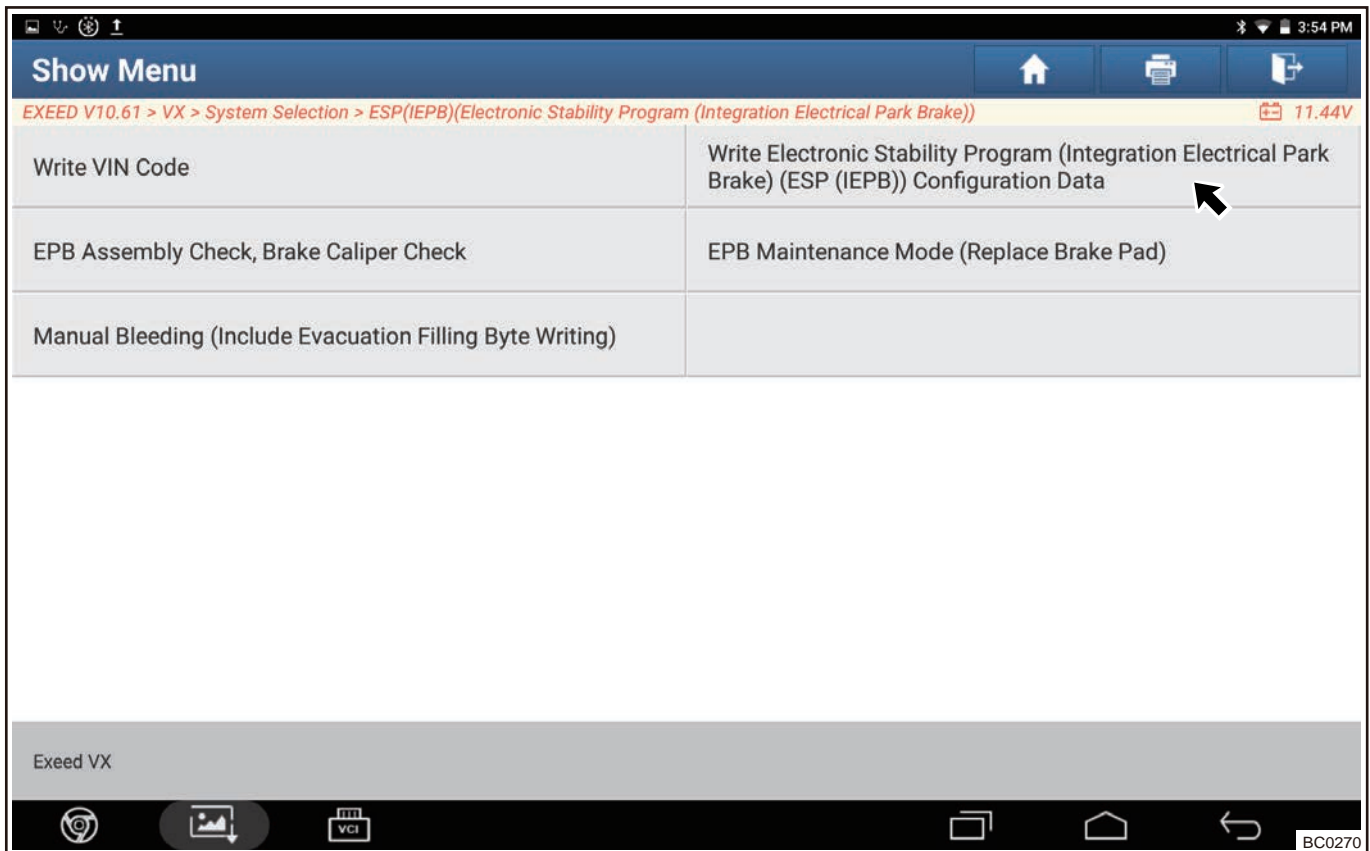 3:54 PM
Show Menu
EXEED V10.61 > VX > System Selection > ESP(IEPB)(Electronic Stability Program (Integration Electrical Park Brake))
11.44V
Write VIN Code
Write Electronic Stability Program (Integration Electrical Park
Brake) (ESP (IEPB)) Configuration Data
EPB Assembly Check, Brake Caliper Check
EPB Maintenance Mode (Replace Brake Pad)
Manual Bleeding (Include Evacuation Filling Byte Writing)
Exeed VX
VCI
BC0270